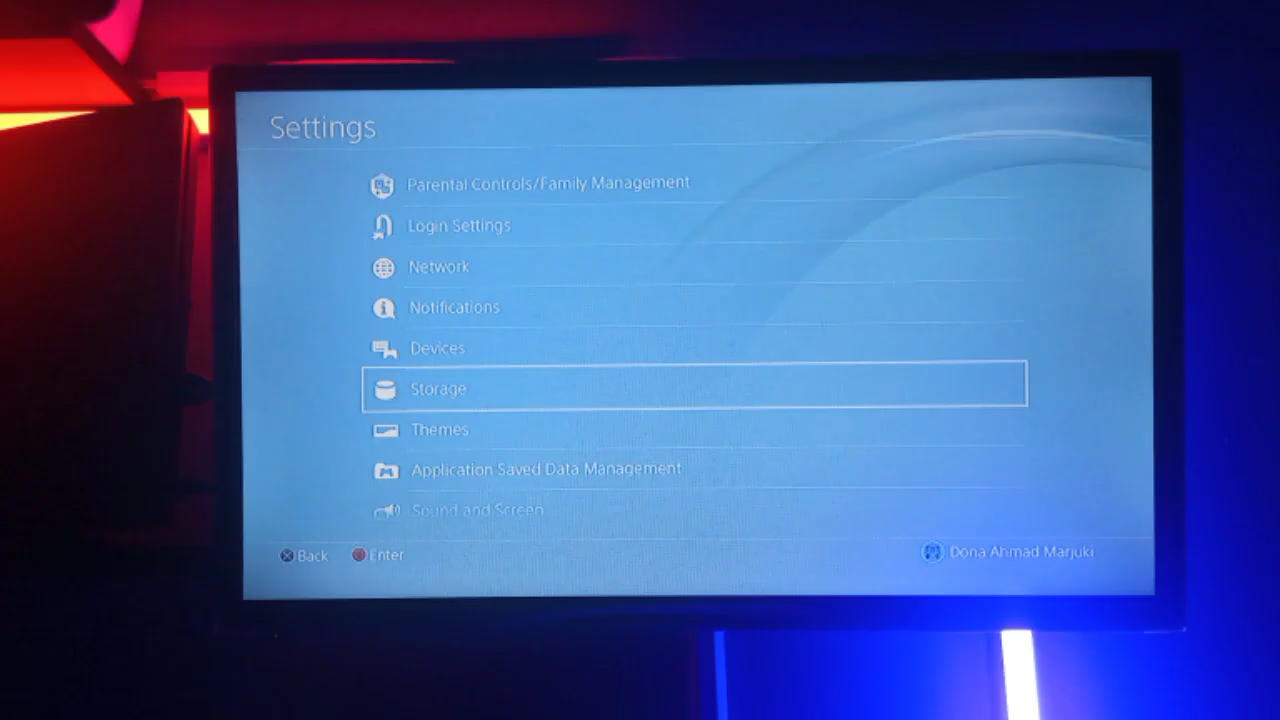 Settings
Parental Controls/Family Management
Login Settings
Network
Notifications
Devices
Storage
Themes
Application Saved Data Management
Sound and Screen
Back Enter Dona Ahmad Marjuki